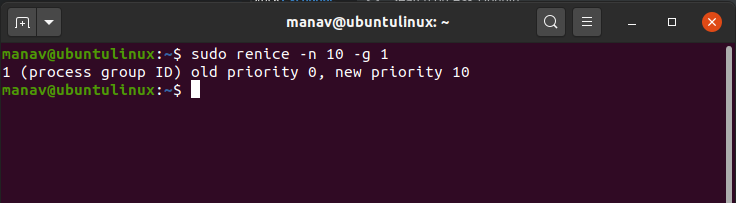 manav@ubuntulinux: ~
manav@ubuntulinux:~$ sudo renice -n 10 -g 1
1 (process group ID) old priority 0, new priority 10
manav@ubuntulinux:~$